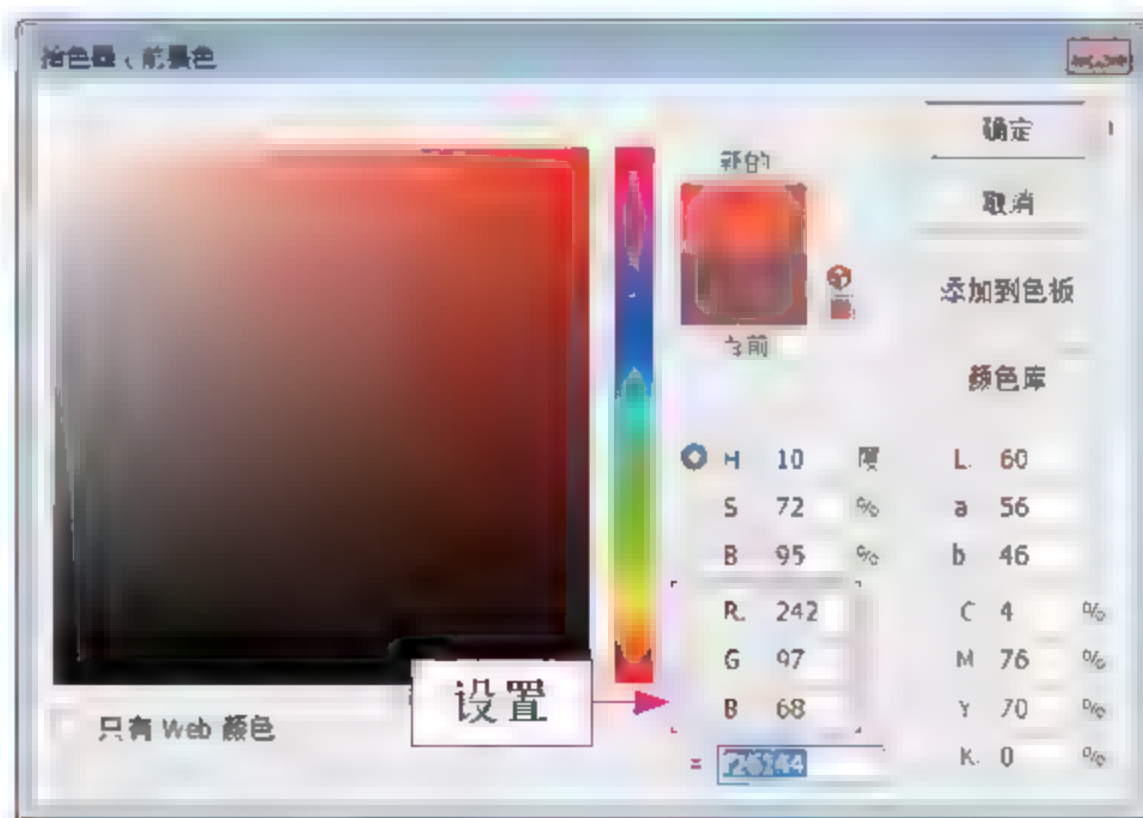 拾色器（前景色
确定
新的
取消
添加到色板
当前
颜色库
H 10 度 L: 60
S 72 % a 56
B 95 % b 46
R: 242 C 4 %
G 97 M 76 %
设置
B 68 Y 70 %
只有 Web 颜色
= f26144 K: 0 %